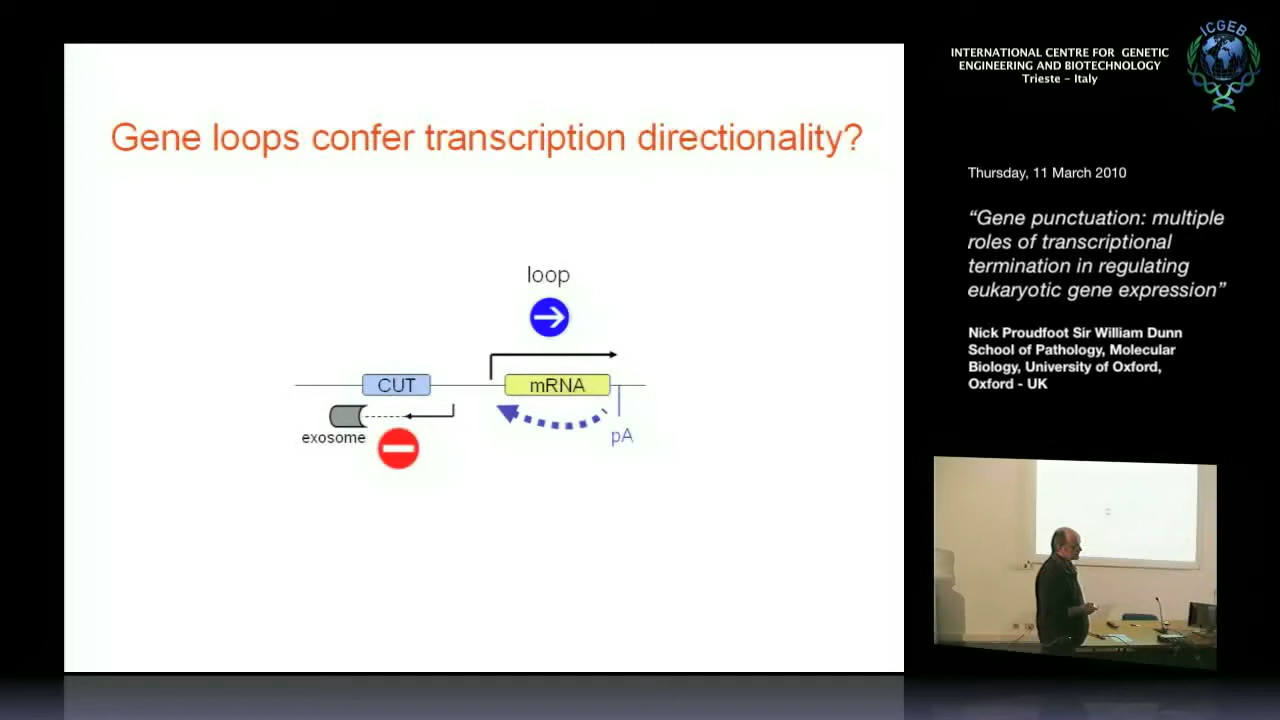 Gene loops confer transcription directionality?
loop
CUT
mRNA
exosome
pA
INTERNATIONAL CENTRE FOR GENETIC
ENGINEERING AND BIOTECHNOLOGY
Trieste - Italy
ICGEB
Thursday, 11 March 2010
“Gene punctuation: multiple
roles of transcriptional
termination in regulating
eukaryotic gene expression”
Nick Proudfoot Sir William Dunn
School of Pathology, Molecular
Biology, University of Oxford,
Oxford - UK